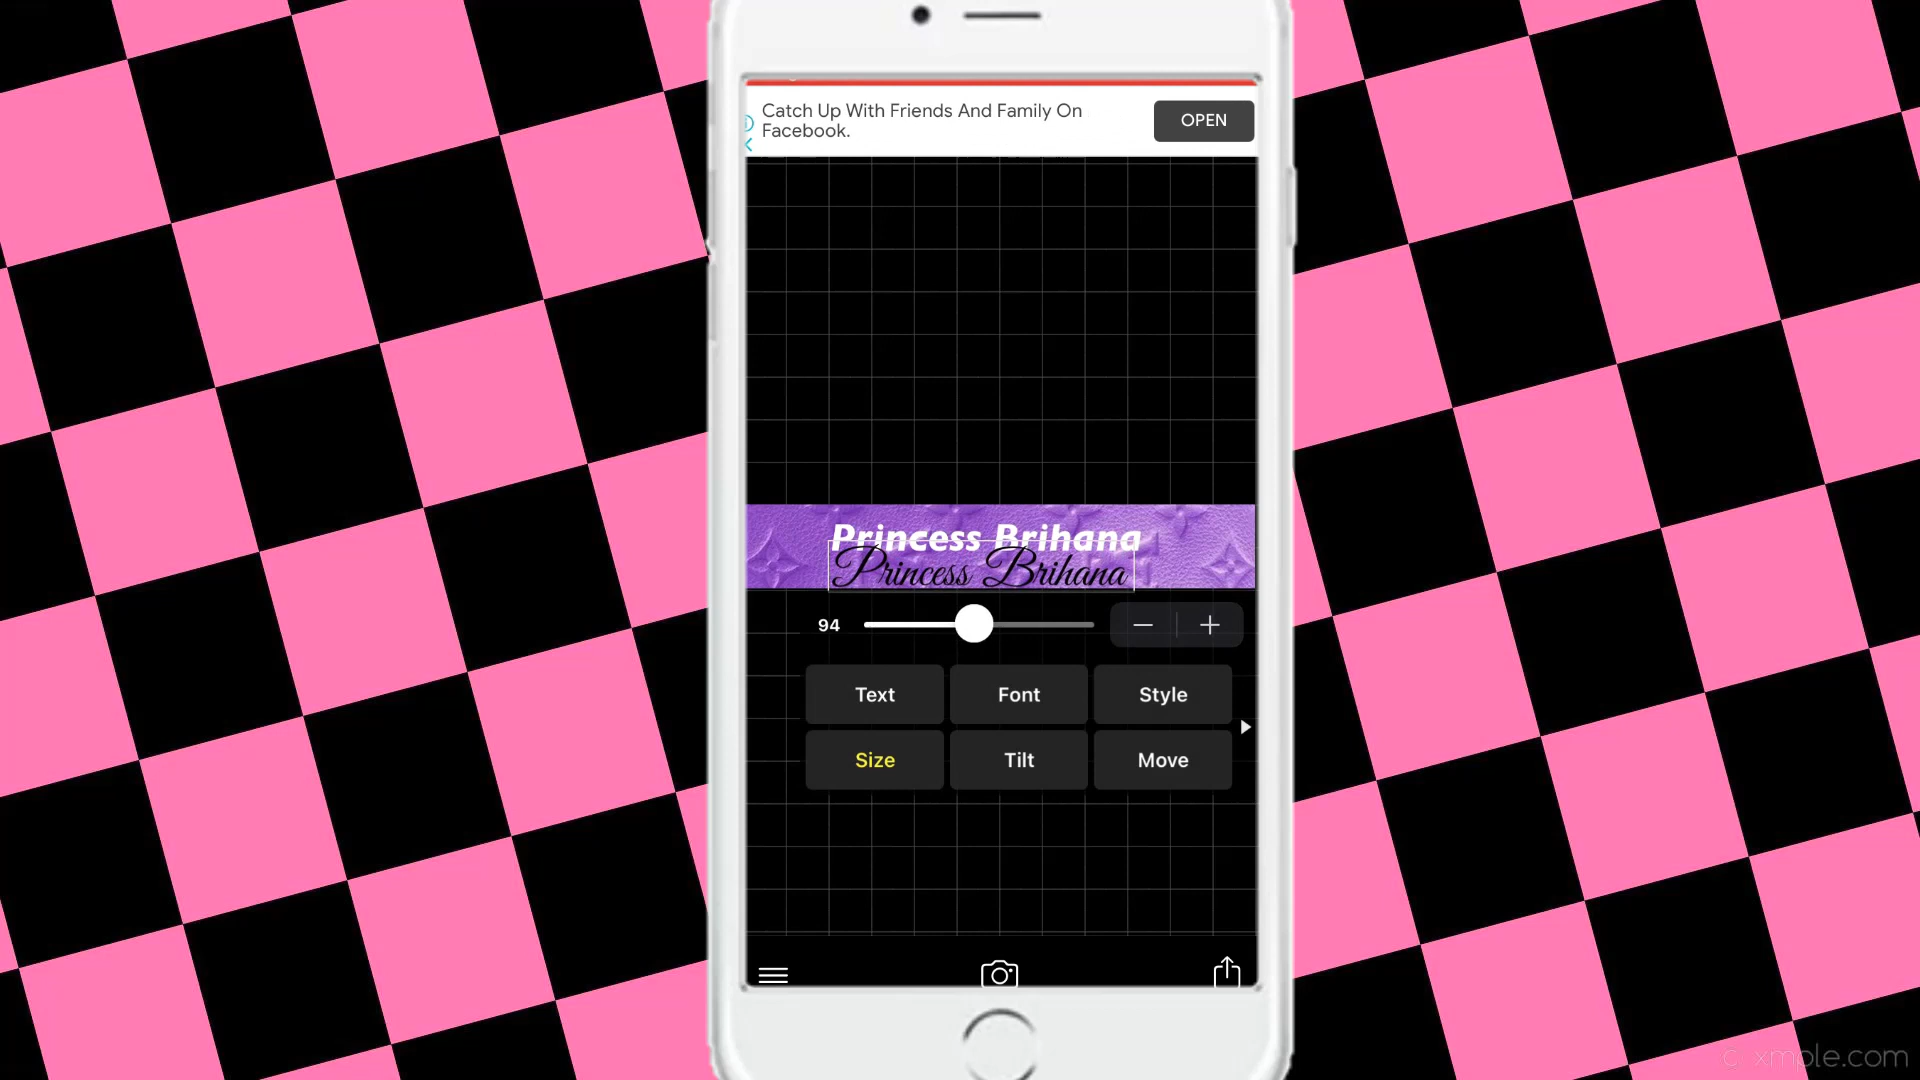 Catch Up With Friends And Family On
Facebook.
OPEN
Princess Brihana
Princess Brihana
94
Text
Font
Style
Size
Tilt
Move
xmple.com